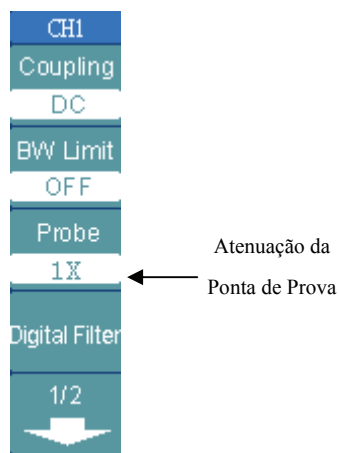 CH1
Coupling
DC
BW Limit
OFF
Probe
1X
Digital Filter
1/2
Atenuação da
Ponta de Prova